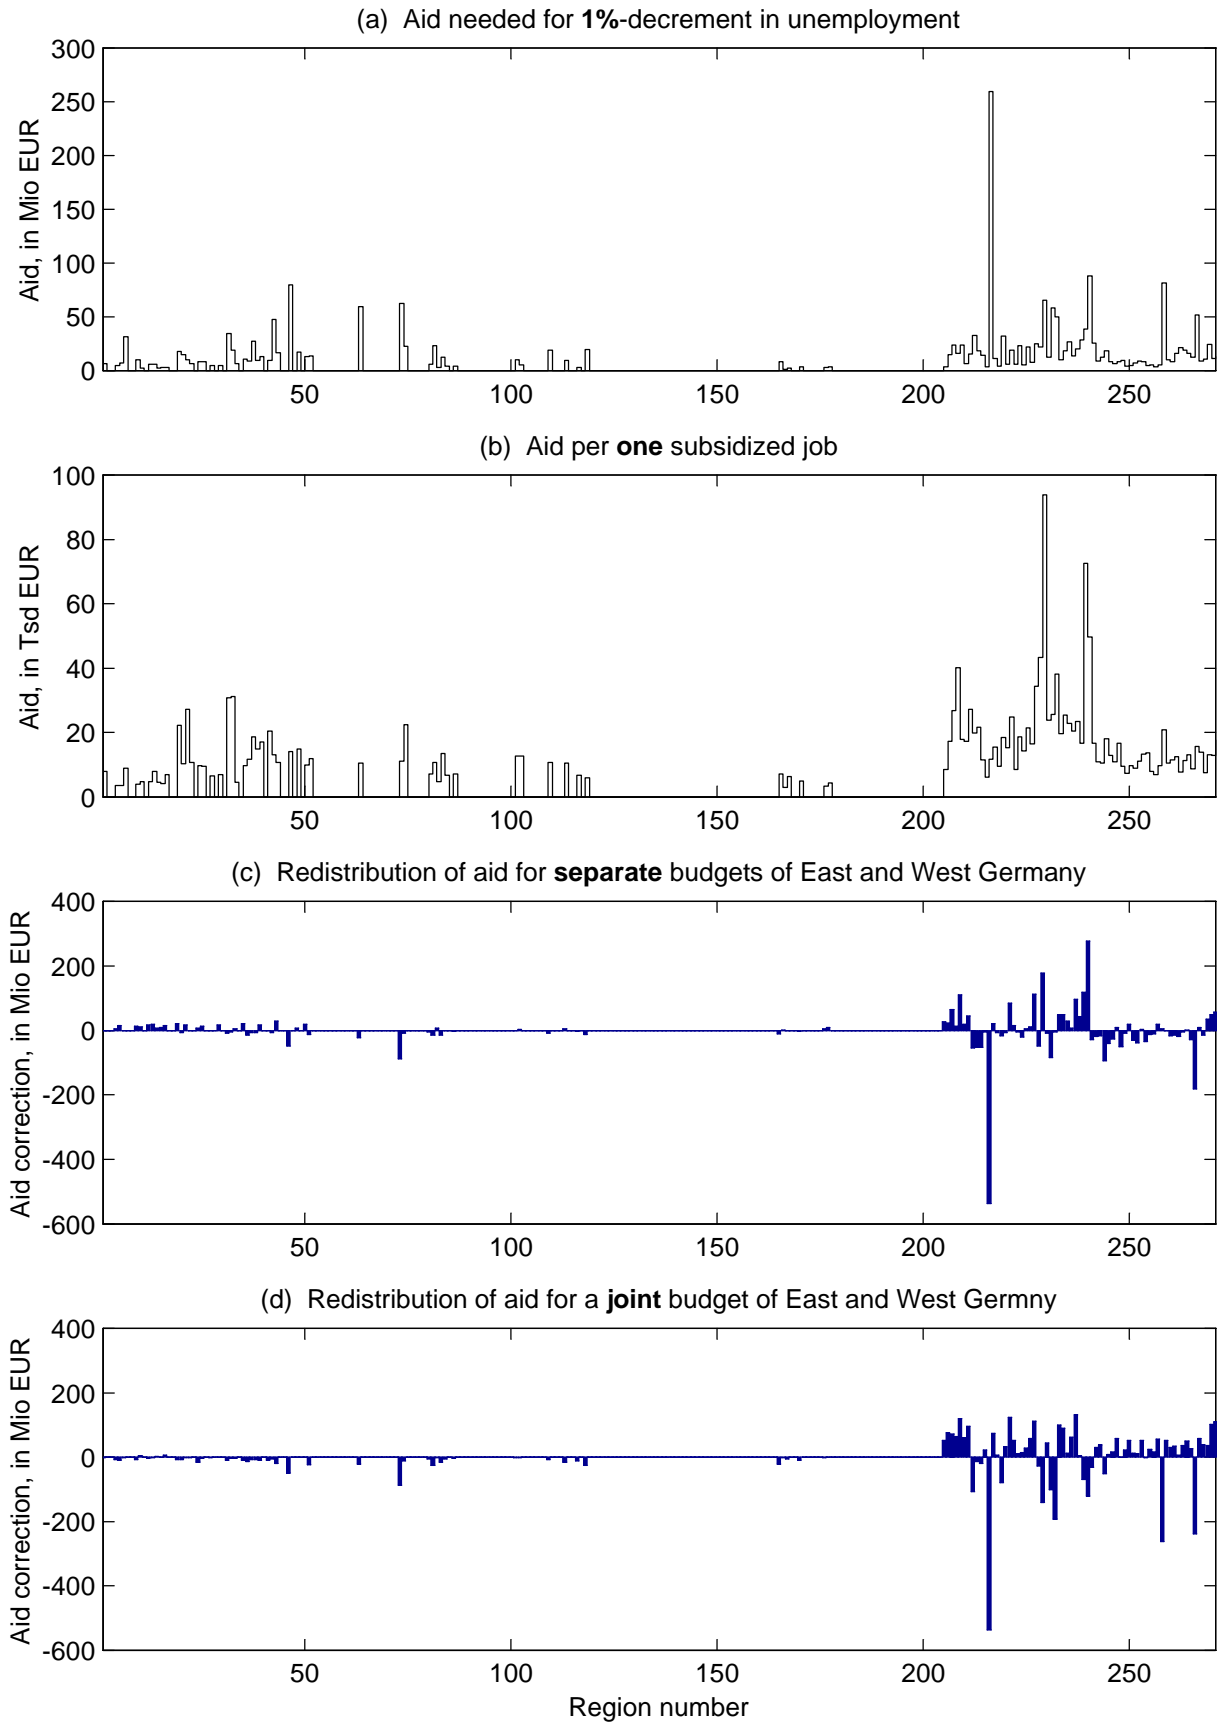 (a) Aid needed for 1%-decrement in unemployment
300
250
200
150
100
50
0
Aid, in Mio EUR
50 100 150 200 250
(b) Aid per one subsidized job
100
80
60
40
20
0
Aid, in Tsd EUR
50 100 150 200 250
(c) Redistribution of aid for separate budgets of East and West Germany
400
200
0
-200
-400
-600
Aid correction, in Mio EUR
50 100 150 200 250
(d) Redistribution of aid for a joint budget of East and West Germny
400
200
0
-200
-400
-600
Aid correction, in Mio EUR
50 100 150 200 250
Region number